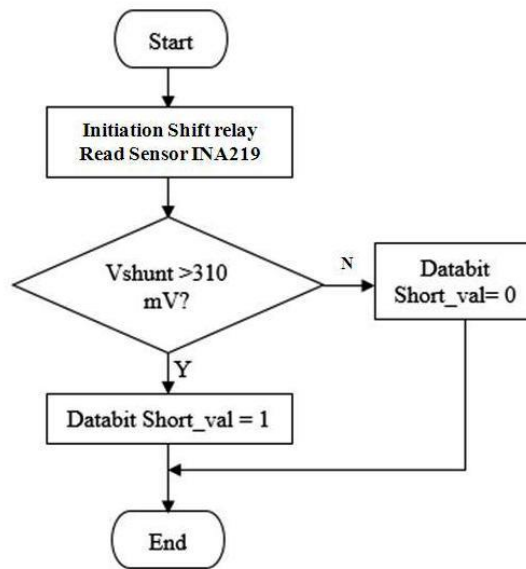 Start
Initiation Shift relay
Read Sensor INA219
Vshunt >310
mV?
N
Databit
Short_val= 0
Y
Databit Short_val = 1
End